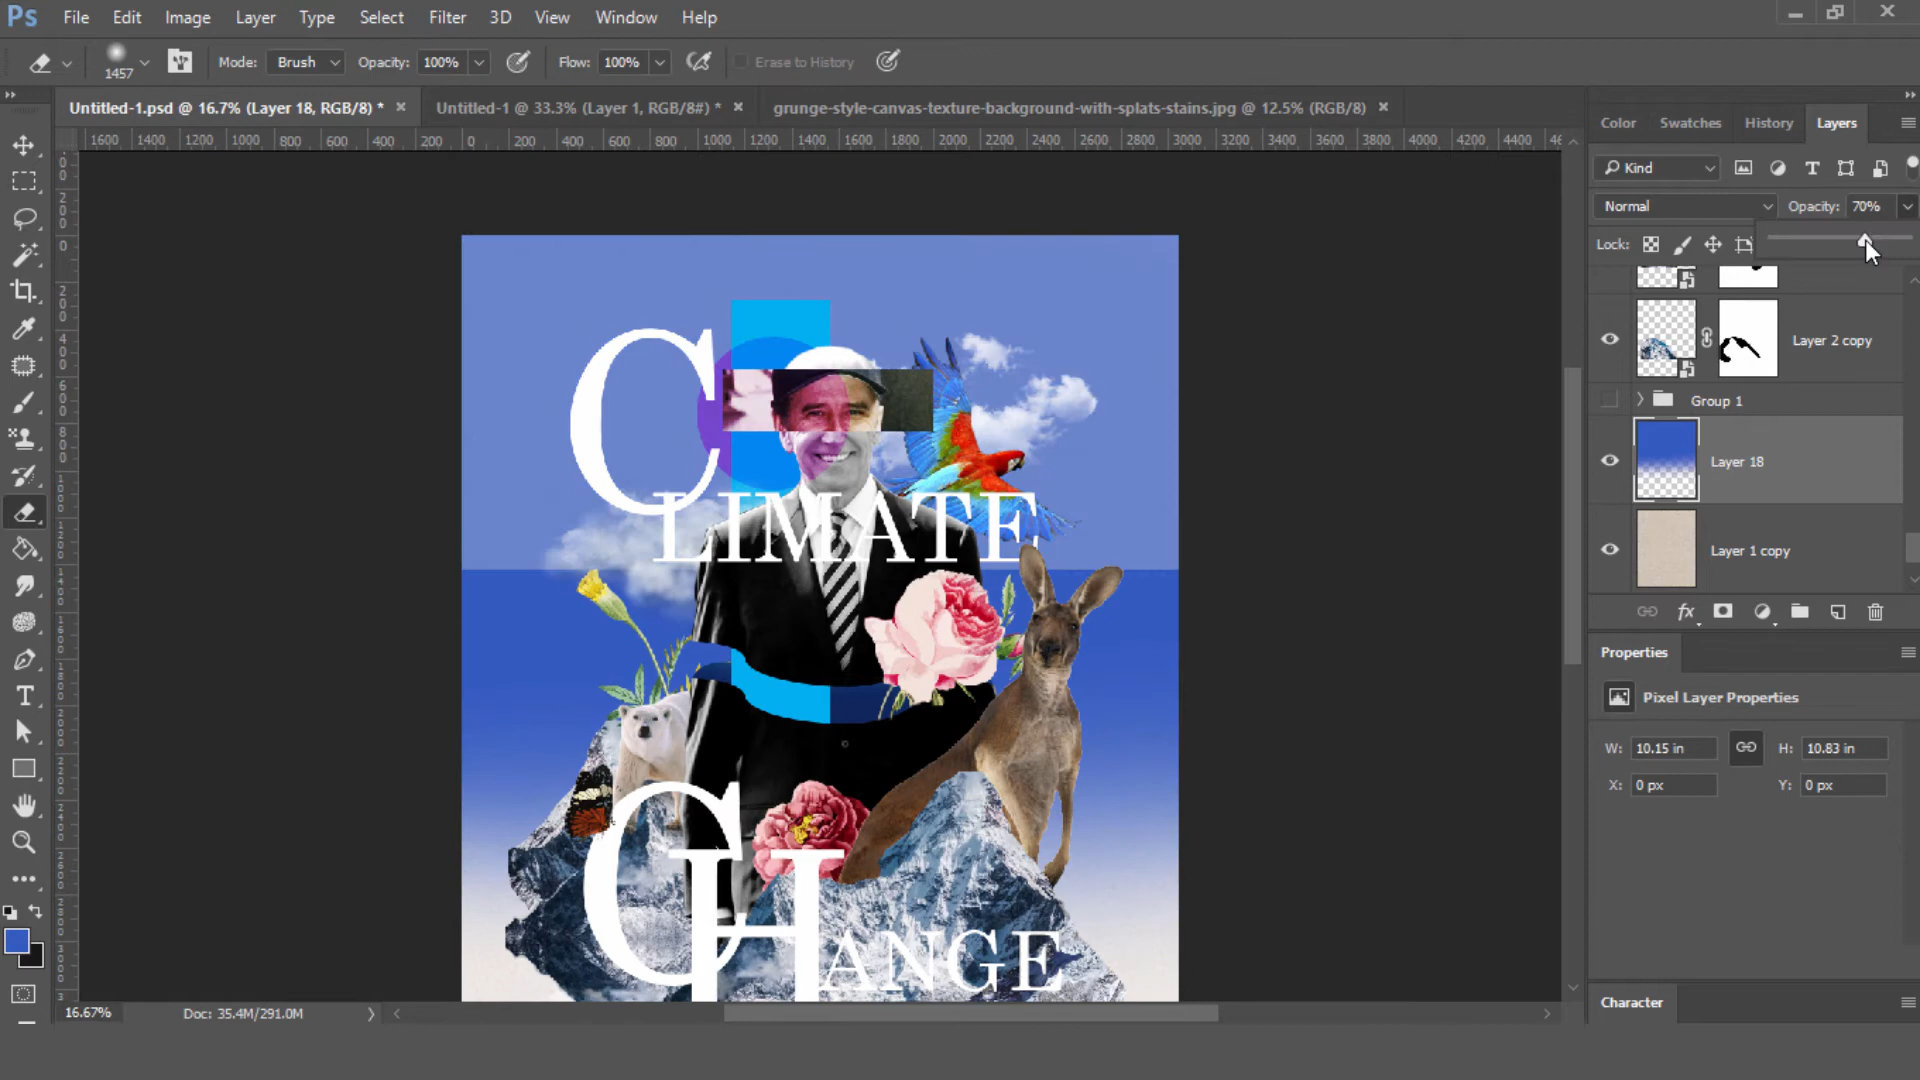 Ps File Edit Image Layer Type Select Filter 3D View Window Help
1457 Mode: Brush Opacity: 100% Flow: 100% Erase to History
Untitled-1.psd @ 16.7% (Layer 18, RGB/8) * × Untitled-1 @ 33.3% (Layer 1, RGB/8#) * × grunge-style-canvas-texture-background-with-splats-stains.jpg @ 12.5% (RGB/8) ×
1600 1400 1200 1000 800 600 400 200 0 200 400 600 800 1000 1200 1400 1600 1800 2000 2200 2400 2600 2800 3000 3200 3400 3600 3800 4000 4200 4400
Color Swatches History Layers
Kind
Normal Opacity: 70%
Lock:
Layer 2 copy
Group 1
Layer 18
Layer 1 copy
fx
Properties
Pixel Layer Properties
W: 10.15 in H: 10.83 in
X: 0 px Y: 0 px
Character
CLIMATE
CHANGE
16.67% Doc: 35.4M/291.0M